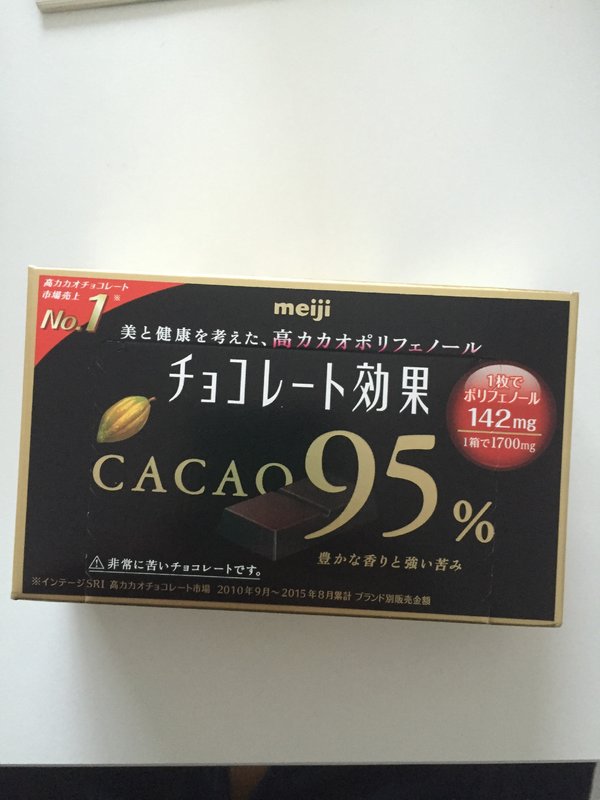 高カカオチョコレート
市場売上
No.1※
meiji
美と健康を考えた、高カカオポリフェノール
チョコレート効果
1枚で
ポリフェノール
142mg
1箱で1700mg
CACAO 95%
豊かな香りと強い苦み
⚠非常に苦いチョコレートです。
※インテージSRI 高カカオチョコレート市場 2010年9月〜2015年8月累計 ブランド別販売金額